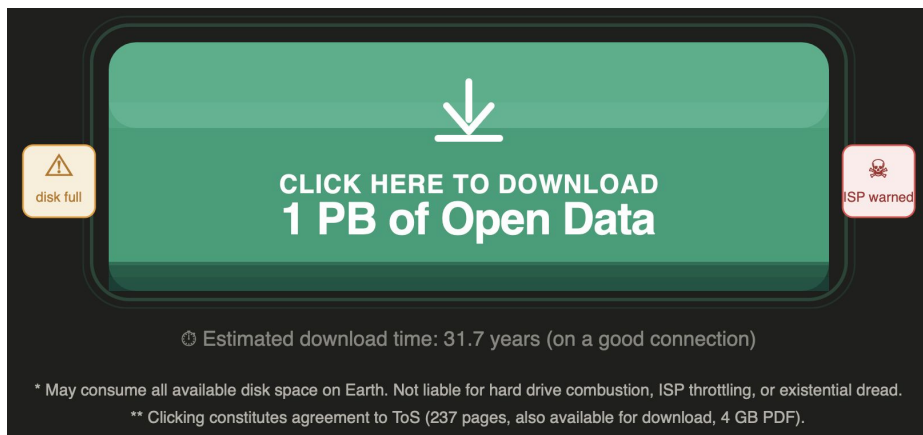 CLICK HERE TO DOWNLOAD
1 PB of Open Data
disk full
ISP warned
⏱ Estimated download time: 31.7 years (on a good connection)
* May consume all available disk space on Earth. Not liable for hard drive combustion, ISP throttling, or existential dread.
** Clicking constitutes agreement to ToS (237 pages, also available for download, 4 GB PDF).